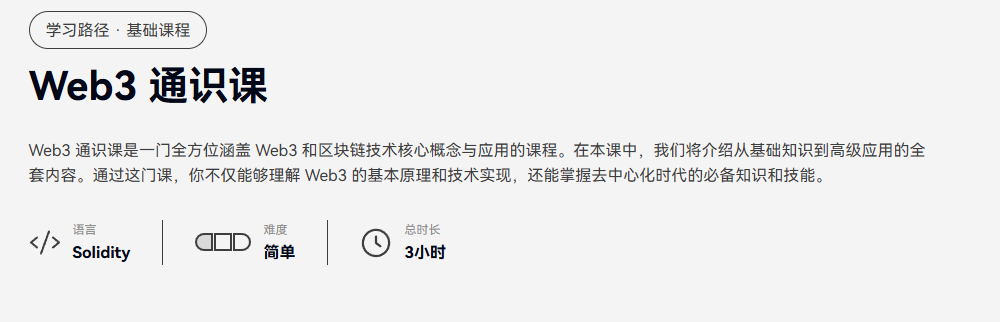 学习路径 · 基础课程
Web3 通识课
Web3 通识课是一门全方位涵盖 Web3 和区块链技术核心概念与应用的课程。在本课中，我们将介绍从基础知识到高级应用的全
套内容。通过这门课，你不仅能够理解 Web3 的基本原理和技术实现，还能掌握去中心化时代的必备知识和技能。
语言
Solidity
难度
简单
总时长
3小时